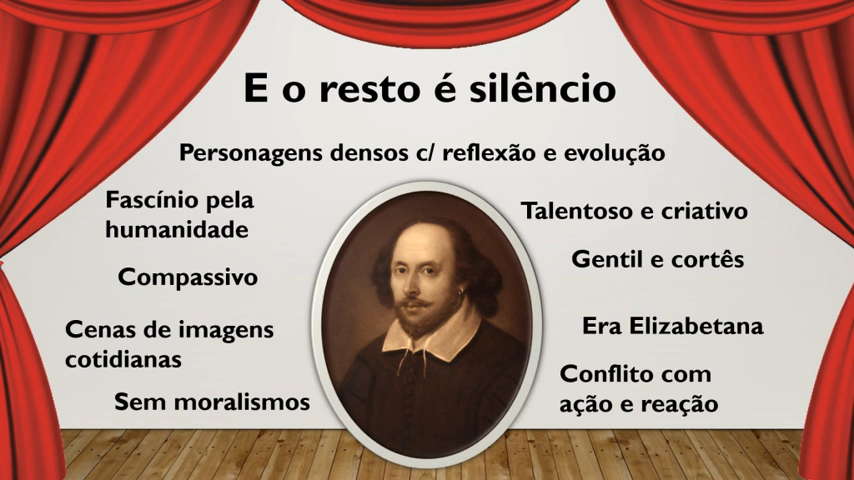 E o resto é silêncio
Personagens densos c/ reflexão e evolução
Fascínio pela
humanidade
Compassivo
Cenas de imagens
cotidianas
Sem moralismos
Talentoso e criativo
Gentil e cortês
Era Elizabetana
Conflito com
ação e reação